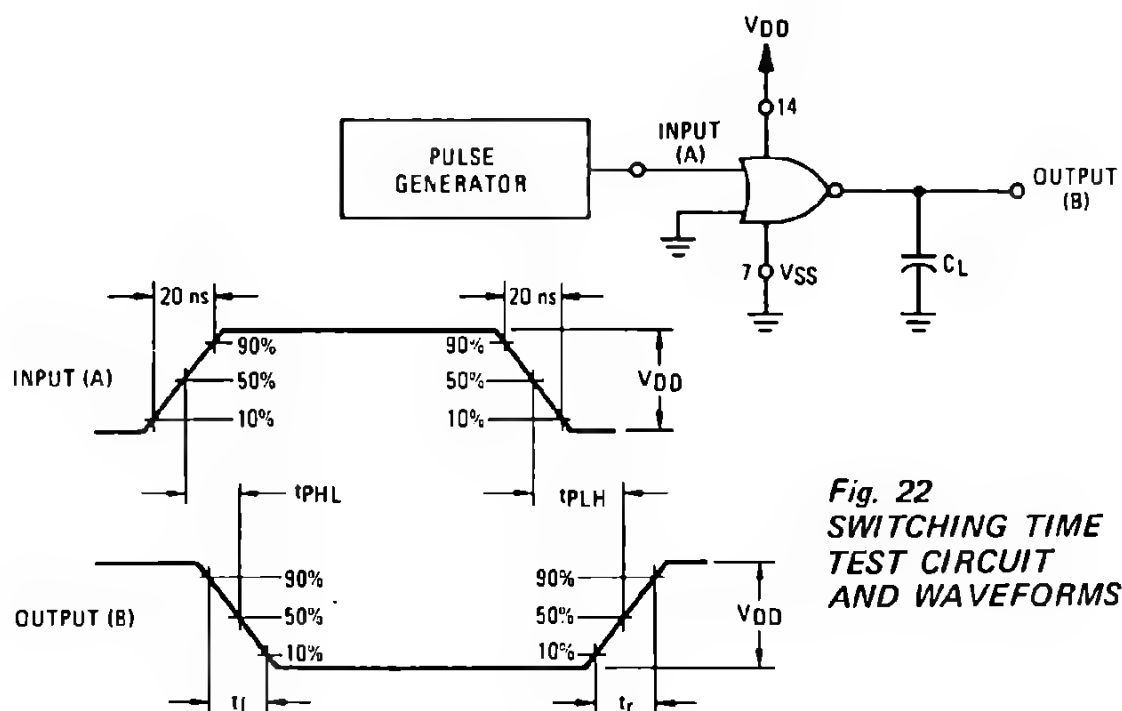 VDD
14
PULSE
GENERATOR
INPUT
(A)
OUTPUT
(B)
7
VSS
CL
20 ns
20 ns
INPUT (A)
90%
50%
10%
90%
50%
10%
VDD
tPHL
tPLH
OUTPUT (B)
90%
50%
10%
90%
50%
10%
VDD
tf
tr
Fig. 22
SWITCHING TIME
TEST CIRCUIT
AND WAVEFORMS